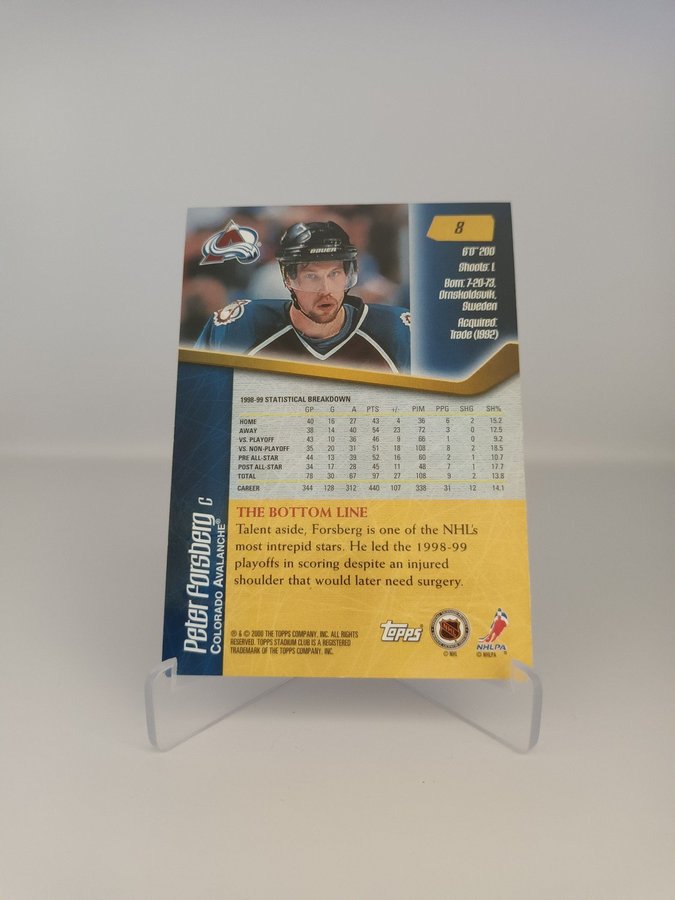 8
6'0" 200
Shoots: L
Born: 7-20-73,
Ornskoldsvik,
Sweden
Acquired:
Trade (1992)
BAUER
1998-99 STATISTICAL BREAKDOWN
GP G A PTS +/- PIM PPG SHG SH%
HOME 40 16 27 43 4 36 6 2 15.2
AWAY 38 14 40 54 23 72 3 0 12.5
VS. PLAYOFF 43 10 36 46 9 66 1 0 9.2
VS. NON-PLAYOFF 35 20 31 51 18 108 8 2 18.5
PRE ALL-STAR 44 13 39 52 16 60 2 1 10.7
POST ALL-STAR 34 17 28 45 11 48 7 1 17.7
TOTAL 78 30 67 97 27 108 9 2 13.8
CAREER 344 128 312 440 107 338 31 12 14.1
THE BOTTOM LINE
Talent aside, Forsberg is one of the NHL's
most intrepid stars. He led the 1998-99
playoffs in scoring despite an injured
shoulder that would later need surgery.
Peter Forsberg C
COLORADO AVALANCHE®
® & © 2000 THE TOPPS COMPANY, INC. ALL RIGHTS
RESERVED. TOPPS STADIUM CLUB IS A REGISTERED
TRADEMARK OF THE TOPPS COMPANY, INC.
Topps
© NHL
NHLPA
© NHLPA